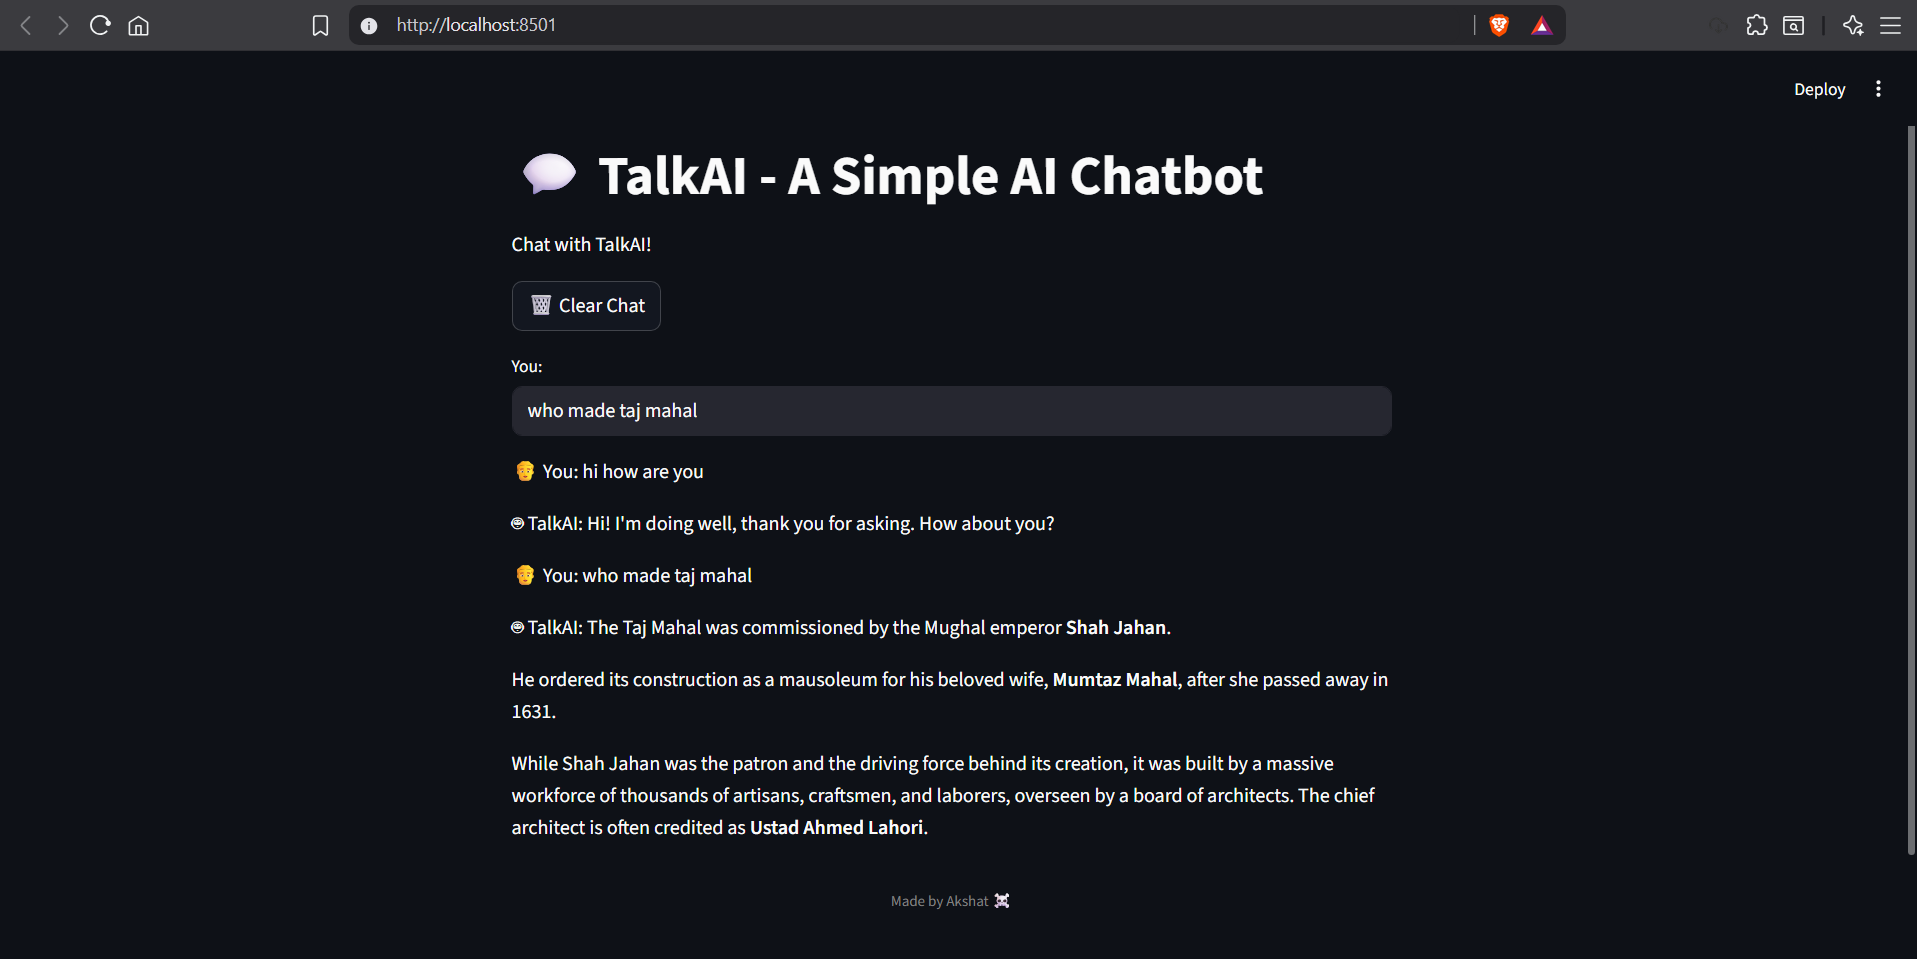 http://localhost:8501
Deploy
💬 TalkAI - A Simple AI Chatbot
Chat with TalkAI!
🗑️ Clear Chat
You:
who made taj mahal
You: hi how are you
TalkAI: Hi! I'm doing well, thank you for asking. How about you?
You: who made taj mahal
TalkAI: The Taj Mahal was commissioned by the Mughal emperor Shah Jahan.
He ordered its construction as a mausoleum for his beloved wife, Mumtaz Mahal, after she passed away in
1631.
While Shah Jahan was the patron and the driving force behind its creation, it was built by a massive
workforce of thousands of artisans, craftsmen, and laborers, overseen by a board of architects. The chief
architect is often credited as Ustad Ahmed Lahori.
Made by Akshat ☠️